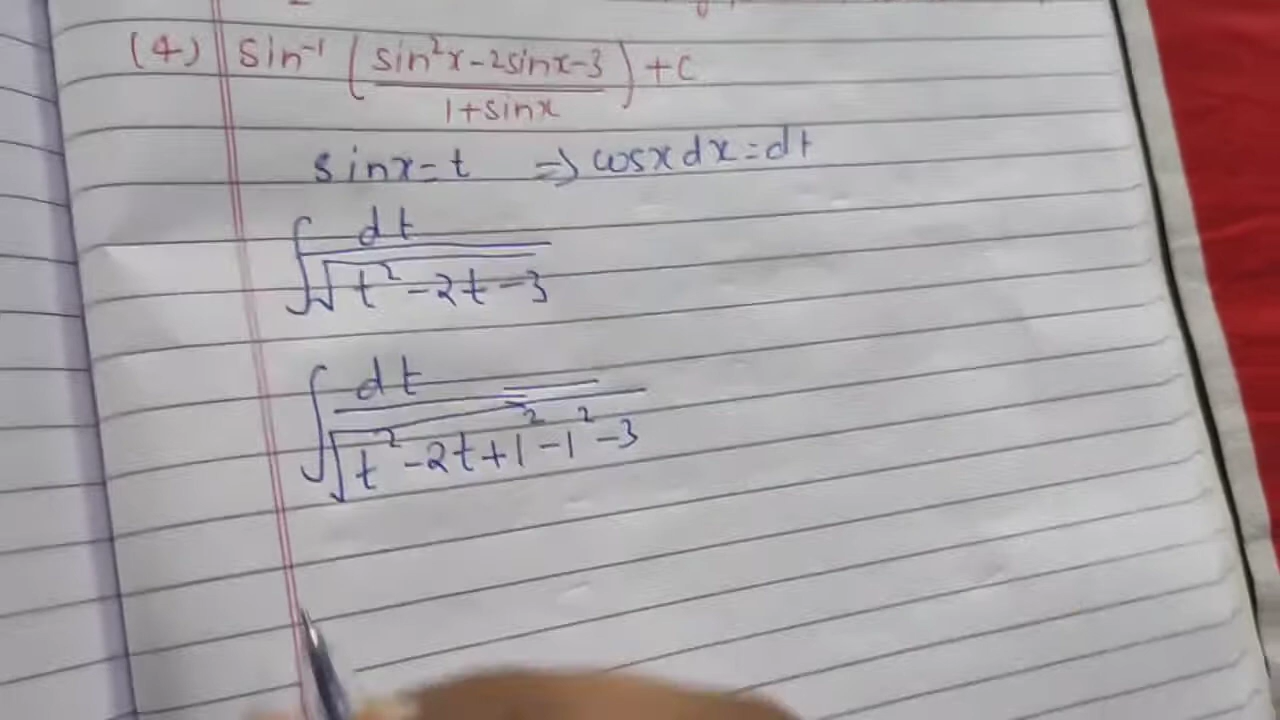 (4) sin⁻¹ (sin²x-2sinx-3 / 1+sinx) + C
sinx=t ⇒ cosx dx = dt
∫ dt / √(t²-2t-3)
∫ dt / √(t²-2t+1²-1²-3)